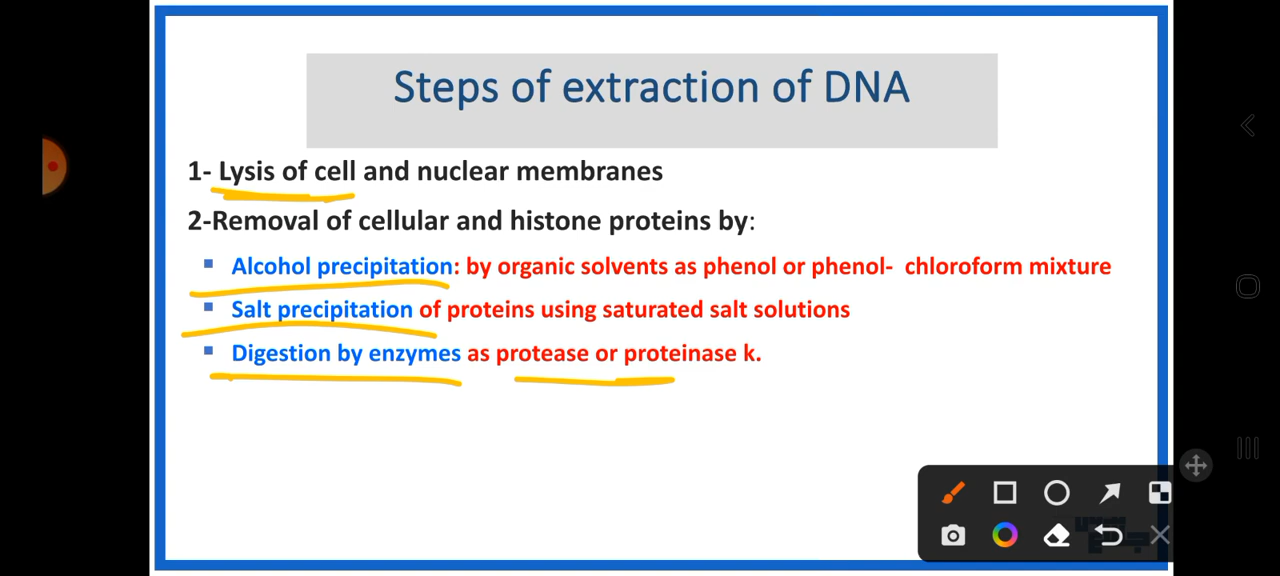 Steps of extraction of DNA
1- Lysis of cell and nuclear membranes
2-Removal of cellular and histone proteins by:
▪ Alcohol precipitation: by organic solvents as phenol or phenol- chloroform mixture
▪ Salt precipitation of proteins using saturated salt solutions
▪ Digestion by enzymes as protease or proteinase k.